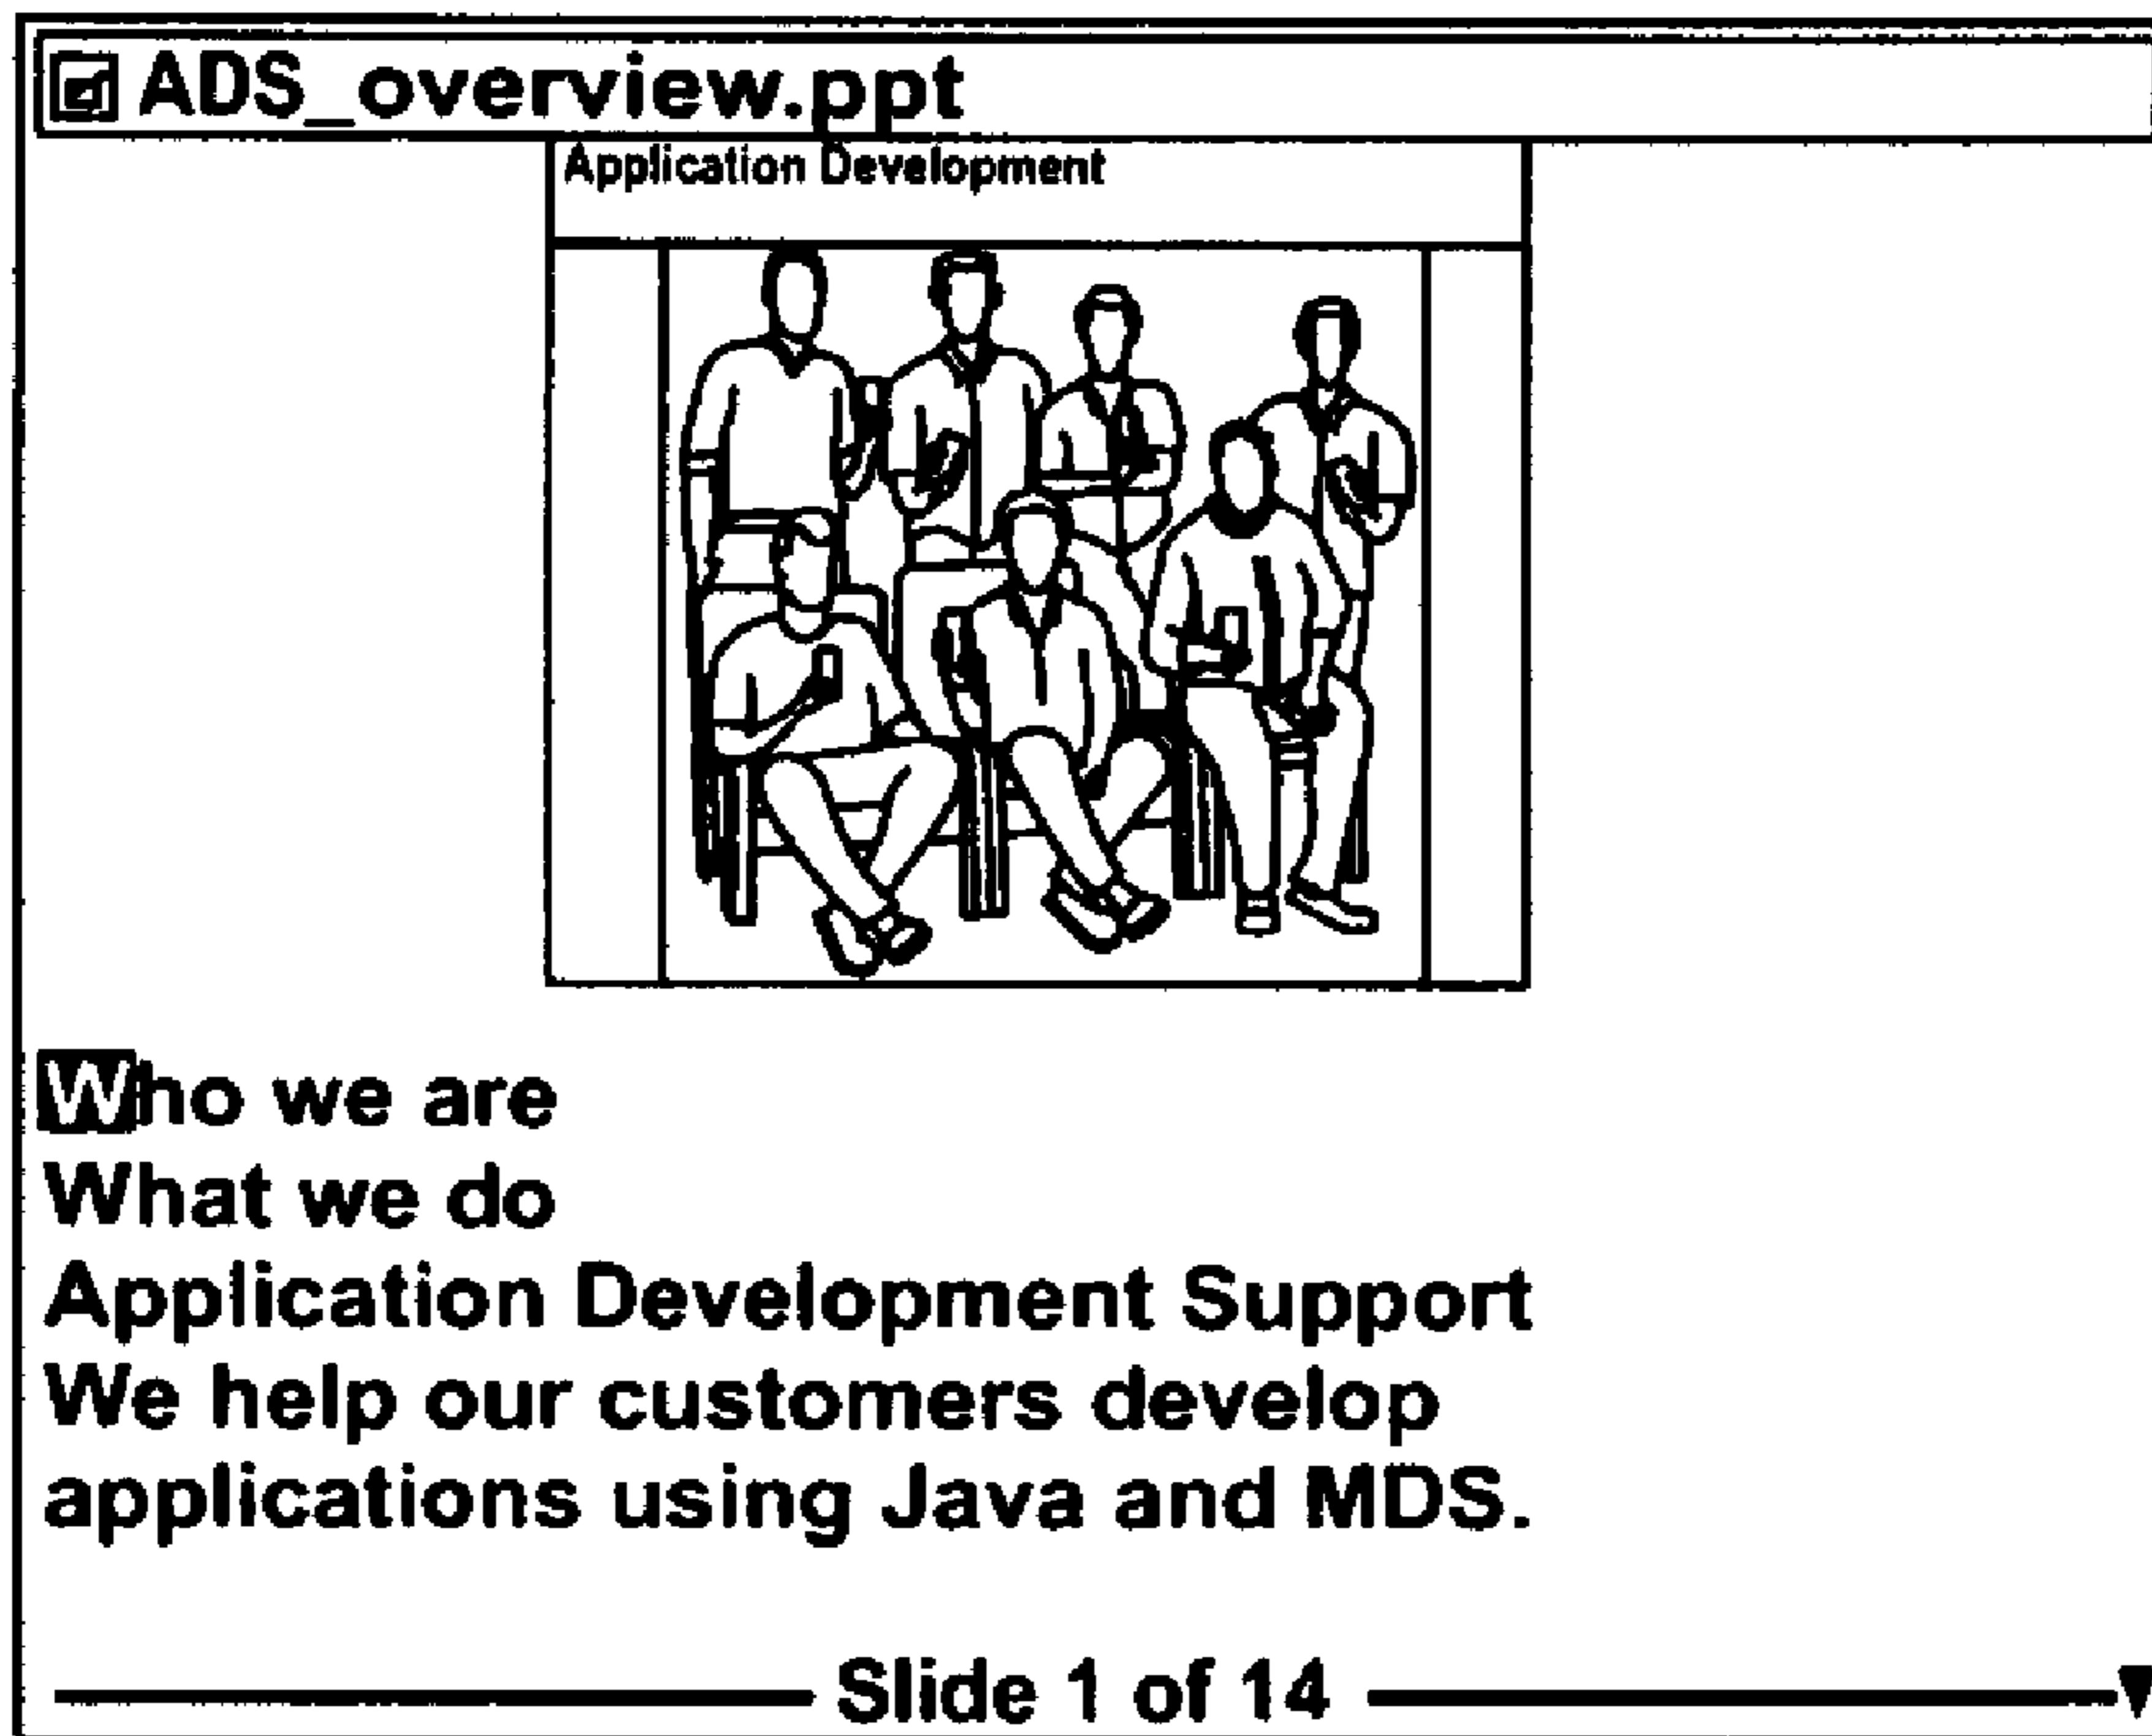 ADS_overview.ppt
Application Development
Who we are
What we do
Application Development Support
We help our customers develop
applications using Java and MDS.
Slide 1 of 14